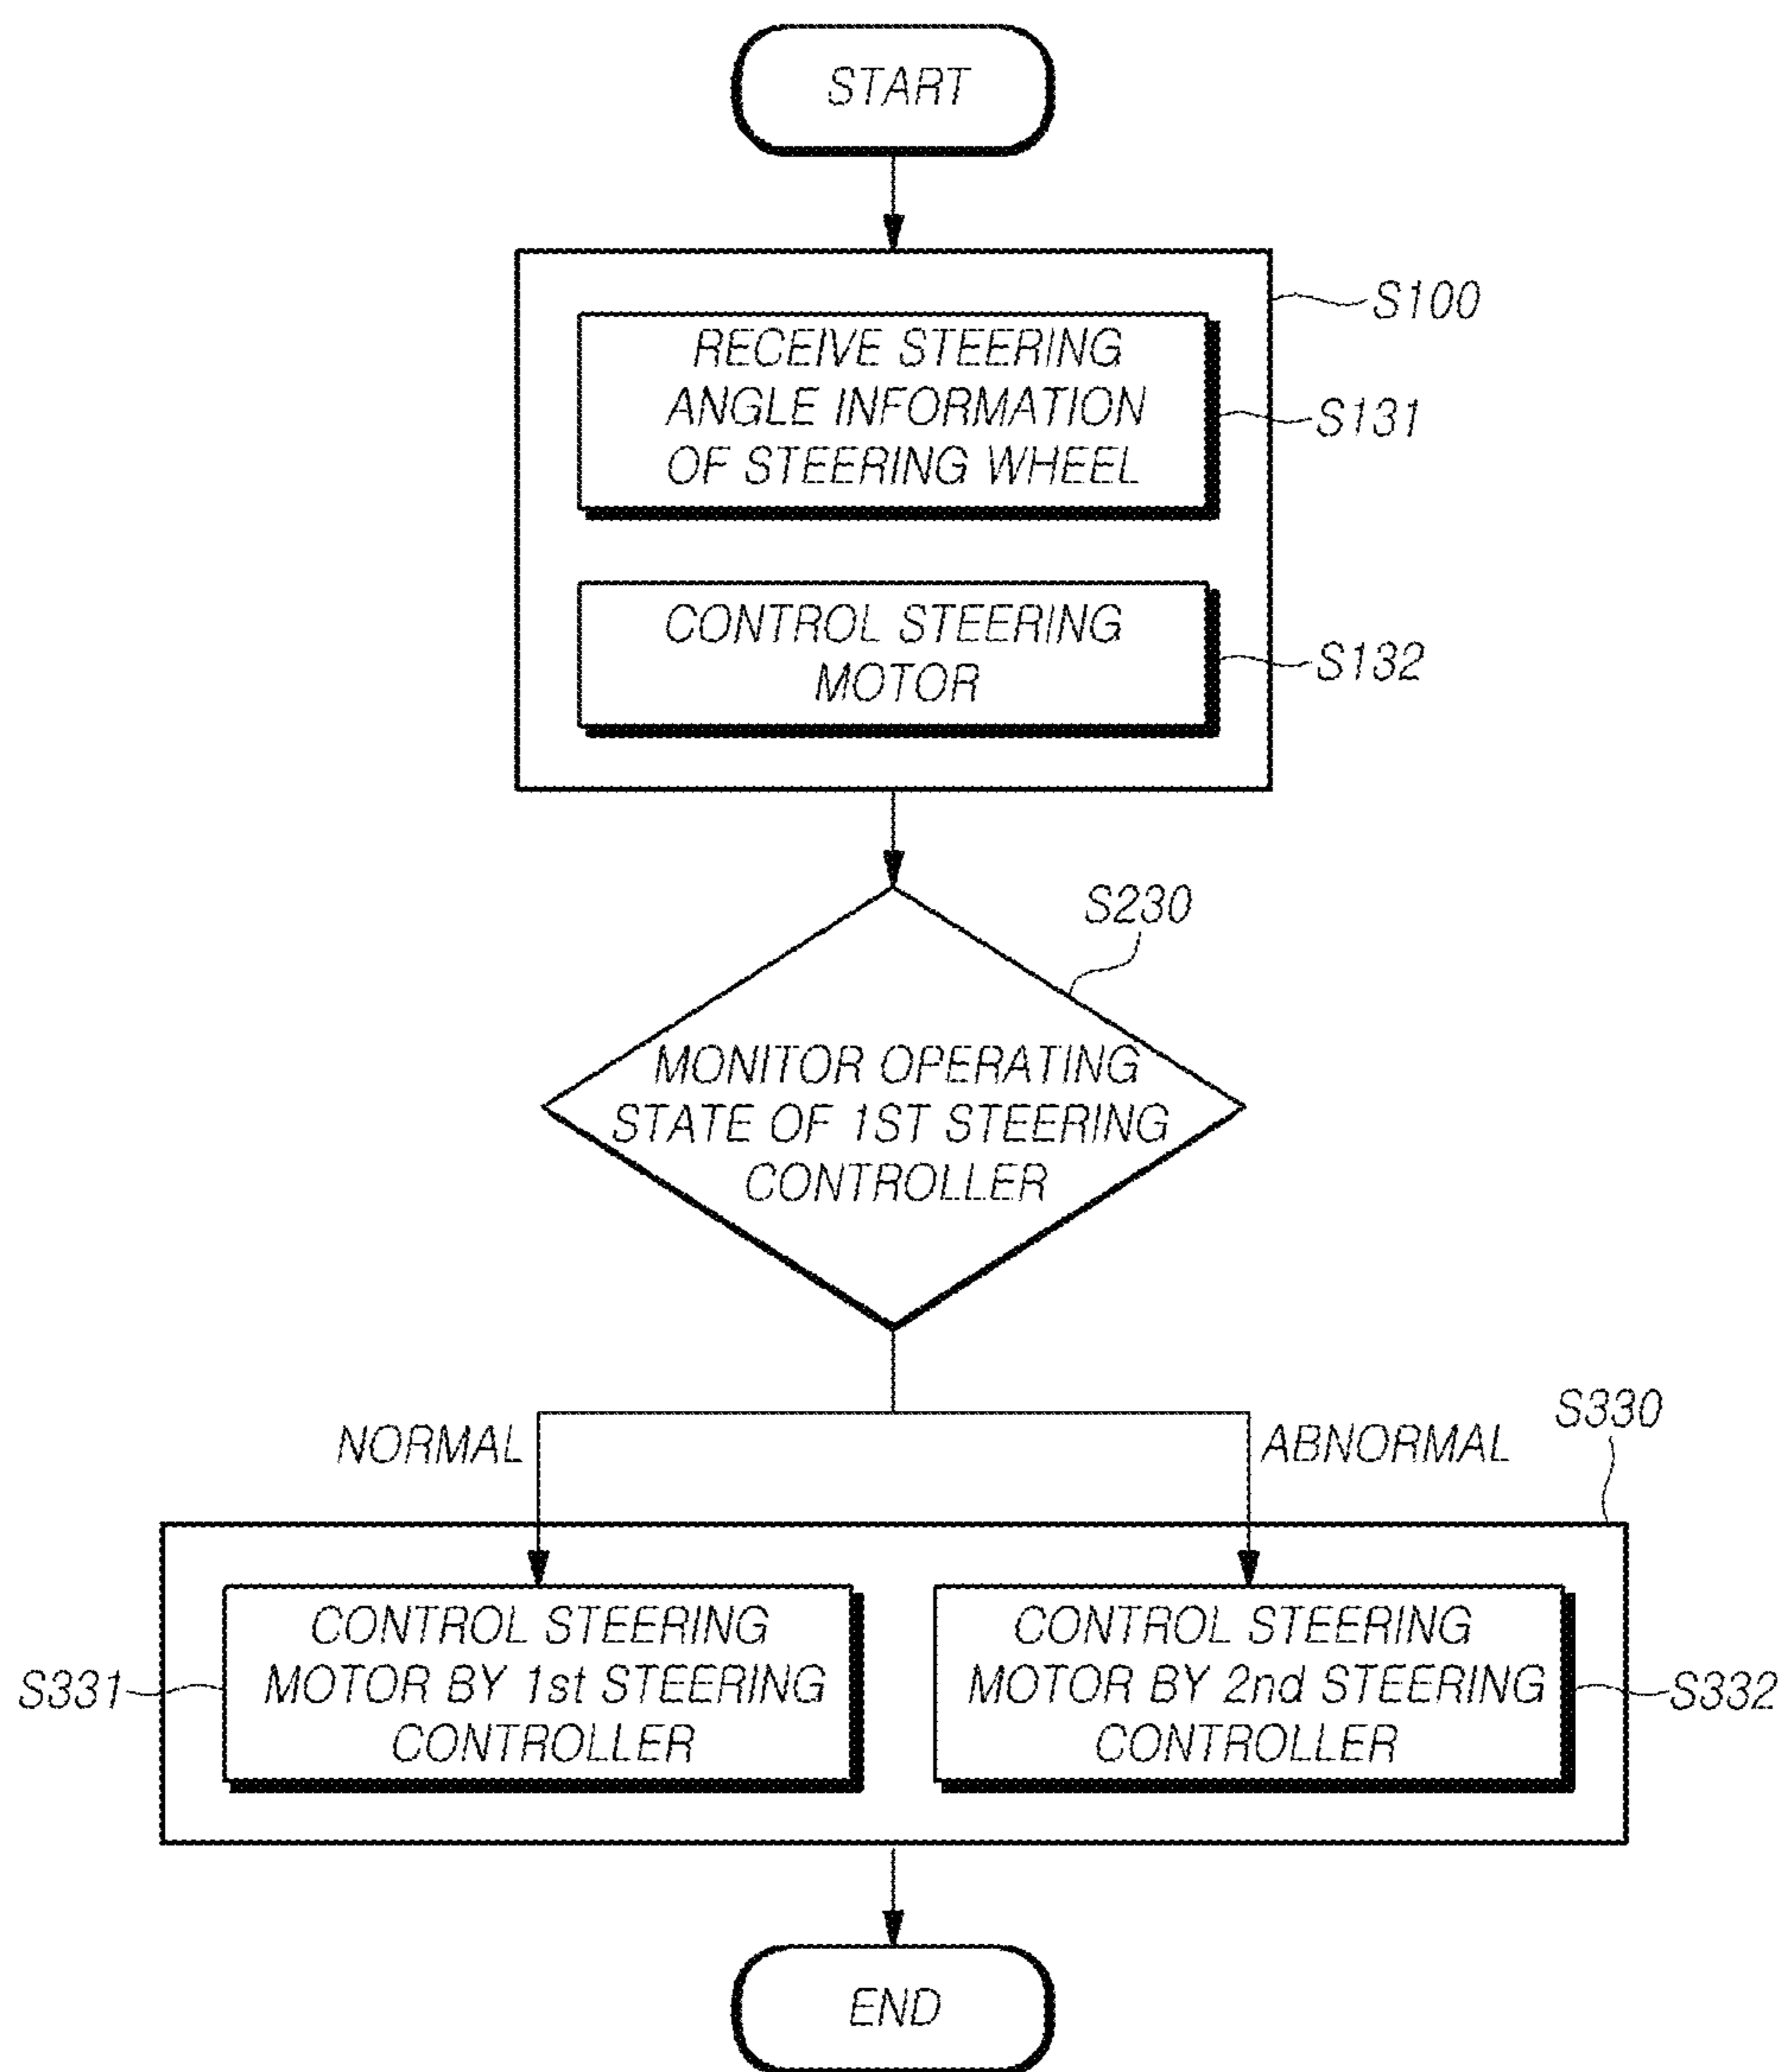 START
S100
RECEIVE STEERING
ANGLE INFORMATION
OF STEERING WHEEL
S131
CONTROL STEERING
MOTOR
S132
S230
MONITOR OPERATING
STATE OF 1ST STEERING
CONTROLLER
NORMAL
ABNORMAL
S330
CONTROL STEERING
MOTOR BY 1st STEERING
CONTROLLER
S331
CONTROL STEERING
MOTOR BY 2nd STEERING
CONTROLLER
S332
END